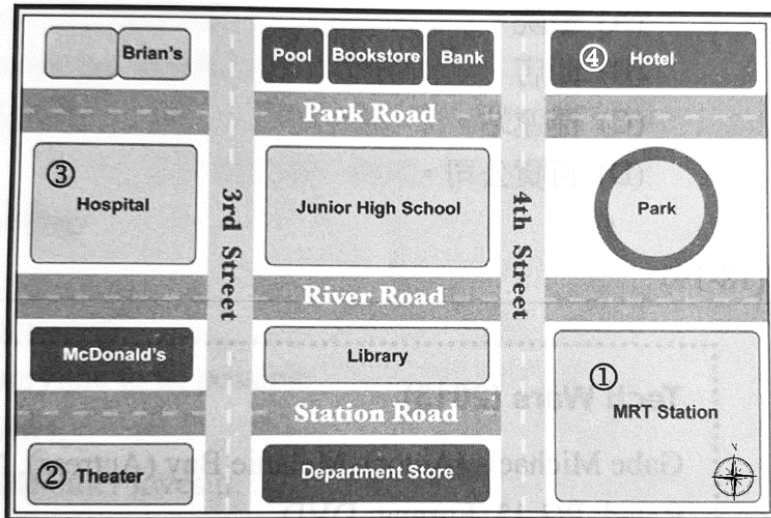 Brian's
Pool
Bookstore
Bank
④ Hotel
Park Road
③
Hospital
3rd Street
Junior High School
4th Street
Park
River Road
McDonald's
Library
①
MRT Station
Station Road
② Theater
Department Store
N